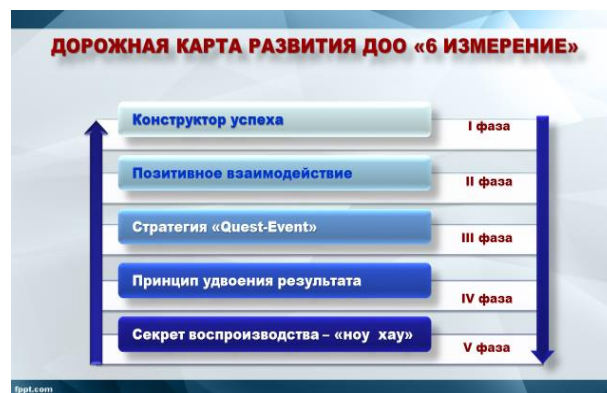 ДОРОЖНАЯ КАРТА РАЗВИТИЯ ДОО «6 ИЗМЕРЕНИЕ»
Конструктор успеха
I фаза
Позитивное взаимодействие
II фаза
Стратегия «Quest-Event»
III фаза
Принцип удвоения результата
IV фаза
Секрет воспроизводства – «ноу хау»
V фаза
fppt.com